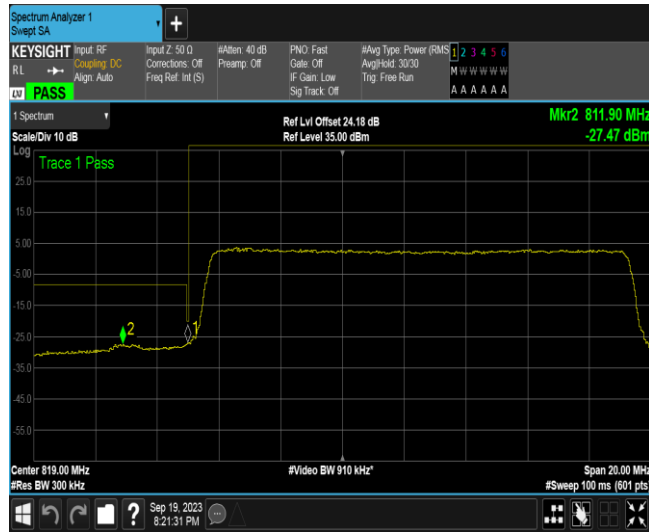 Spectrum Analyzer 1
Swept SA
+
KEYSIGHT Input: RF Input Z: 50 Ω #Atten: 40 dB PNO: Fast #Avg Type: Power (RMS 1 2 3 4 5 6
RL Coupling: DC Corrections: Off Preamp: Off Gate: Off Avg|Hold: 30/30 M W W W W W
Align: Auto Freq Ref: Int (S) IF Gain: Low Trig: Free Run
LXI PASS Sig Track: Off A A A A A A
1 Spectrum Ref Lvl Offset 24.18 dB Mkr2 811.90 MHz
Scale/Div 10 dB Ref Level 35.00 dBm -27.47 dBm
Log
Trace 1 Pass
25.0
15.0
5.00
-5.00
-15.0
2 1
-25.0
-35.0
-45.0
-55.0
Center 819.00 MHz #Video BW 910 kHz* Span 20.00 MHz
#Res BW 300 kHz #Sweep 100 ms (601 pts)
? Sep 19, 2023
8:21:31 PM